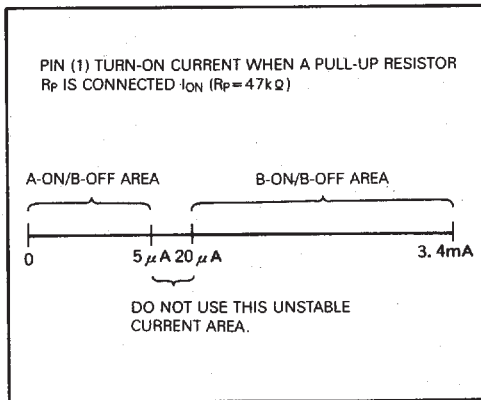 PIN (1) TURN-ON CURRENT WHEN A PULL-UP RESISTOR
RP IS CONNECTED ION (RP=47kΩ)
A-ON/B-OFF AREA
B-ON/B-OFF AREA
0
5μA
20μA
3.4mA
DO NOT USE THIS UNSTABLE
CURRENT AREA.